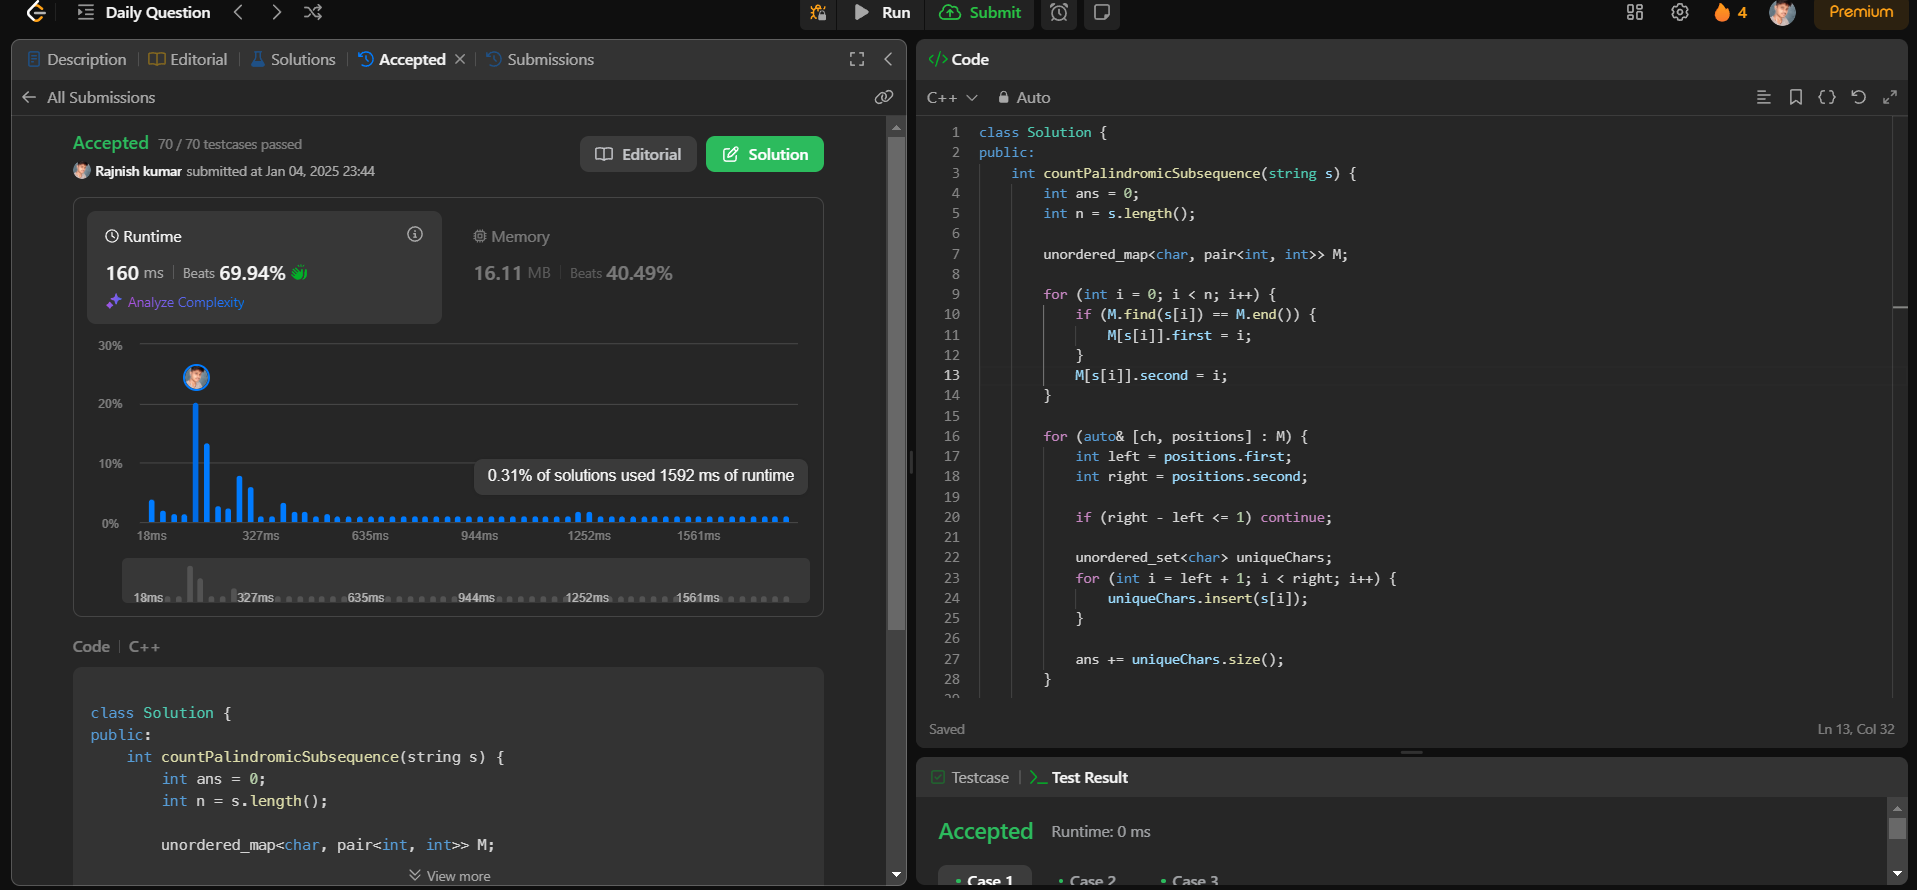 Daily Question
Run
Submit
4
Premium
Description
Editorial
Solutions
Accepted
Submissions
All Submissions
Accepted 70 / 70 testcases passed
Rajnish kumar submitted at Jan 04, 2025 23:44
Editorial
Solution
Runtime
160 ms | Beats 69.94%
Analyze Complexity
Memory
16.11 MB | Beats 40.49%
30%
20%
10%
0%
0.31% of solutions used 1592 ms of runtime
18ms 327ms 635ms 944ms 1252ms 1561ms
18ms 327ms 635ms 944ms 1252ms 1561ms
Code | C++
class Solution {
public:
int countPalindromicSubsequence(string s) {
int ans = 0;
int n = s.length();
unordered_map<char, pair<int, int>> M;
View more
</> Code
C++ Auto
1 class Solution {
2 public:
3 int countPalindromicSubsequence(string s) {
4 int ans = 0;
5 int n = s.length();
6
7 unordered_map<char, pair<int, int>> M;
8
9 for (int i = 0; i < n; i++) {
10 if (M.find(s[i]) == M.end()) {
11 M[s[i]].first = i;
12 }
13 M[s[i]].second = i;
14 }
15
16 for (auto& [ch, positions] : M) {
17 int left = positions.first;
18 int right = positions.second;
19
20 if (right - left <= 1) continue;
21
22 unordered_set<char> uniqueChars;
23 for (int i = left + 1; i < right; i++) {
24 uniqueChars.insert(s[i]);
25 }
26
27 ans += uniqueChars.size();
28 }
29
Saved
Ln 13, Col 32
Testcase
Test Result
Accepted Runtime: 0 ms
Case 1 Case 2 Case 3